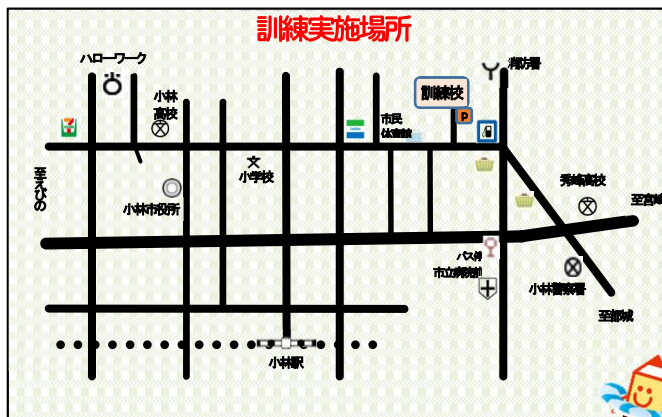 訓練実施場所
ハローワーク
消防署
訓練校
P
小林
高校
市民
体育館
7
至えびの
小学校
小林市役所
秀峰高校
至宮崎
バス停
市立病院前
小林警察署
至都城
小林駅